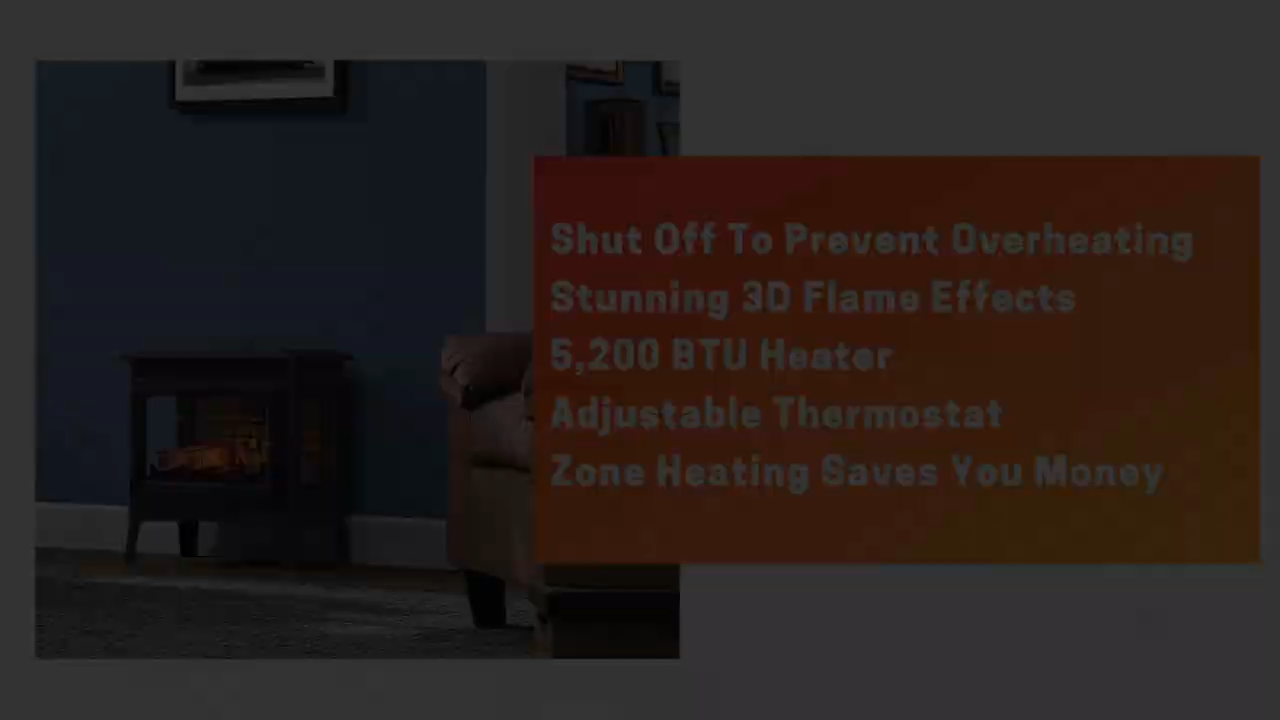 Shut Off To Prevent Overheating
Stunning 3D Flame Effects
5,200 BTU Heater
Adjustable Thermostat
Zone Heating Saves You Money